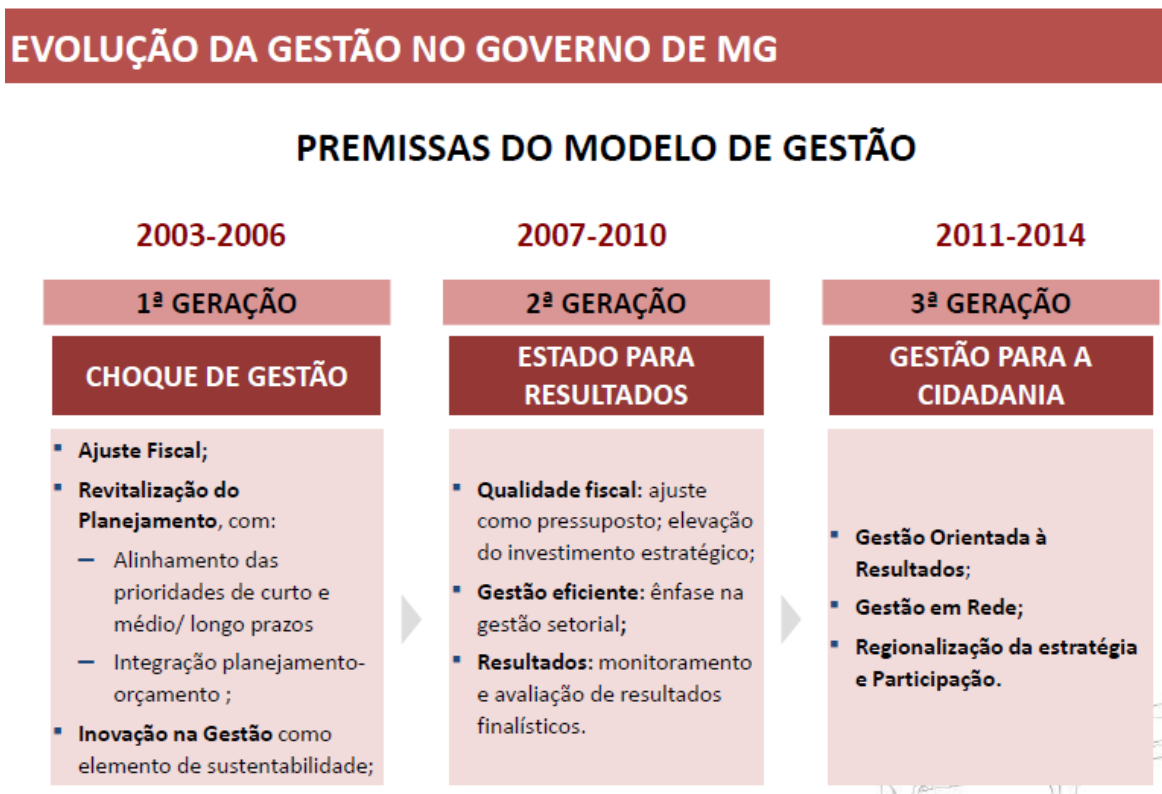 EVOLUÇÃO DA GESTÃO NO GOVERNO DE MG
PREMISSAS DO MODELO DE GESTÃO
2003-2006
1ª GERAÇÃO
CHOQUE DE GESTÃO
▪ Ajuste Fiscal;
▪ Revitalização do
Planejamento, com:
– Alinhamento das
prioridades de curto e
médio/ longo prazos
– Integração planejamento-
orçamento ;
▪ Inovação na Gestão como
elemento de sustentabilidade;
2007-2010
2ª GERAÇÃO
ESTADO PARA
RESULTADOS
▪ Qualidade fiscal: ajuste
como pressuposto; elevação
do investimento estratégico;
▪ Gestão eficiente: ênfase na
gestão setorial;
▪ Resultados: monitoramento
e avaliação de resultados
finalísticos.
2011-2014
3ª GERAÇÃO
GESTÃO PARA A
CIDADANIA
▪ Gestão Orientada à
Resultados;
▪ Gestão em Rede;
▪ Regionalização da estratégia
e Participação.